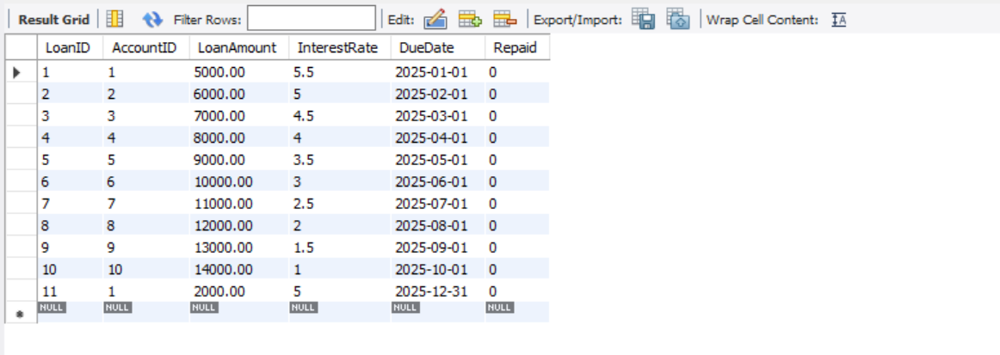 Result Grid Filter Rows: Edit: Export/Import: Wrap Cell Content: IA
LoanID AccountID LoanAmount InterestRate DueDate Repaid
1 1 5000.00 5.5 2025-01-01 0
2 2 6000.00 5 2025-02-01 0
3 3 7000.00 4.5 2025-03-01 0
4 4 8000.00 4 2025-04-01 0
5 5 9000.00 3.5 2025-05-01 0
6 6 10000.00 3 2025-06-01 0
7 7 11000.00 2.5 2025-07-01 0
8 8 12000.00 2 2025-08-01 0
9 9 13000.00 1.5 2025-09-01 0
10 10 14000.00 1 2025-10-01 0
11 1 2000.00 5 2025-12-31 0
NULL NULL NULL NULL NULL NULL